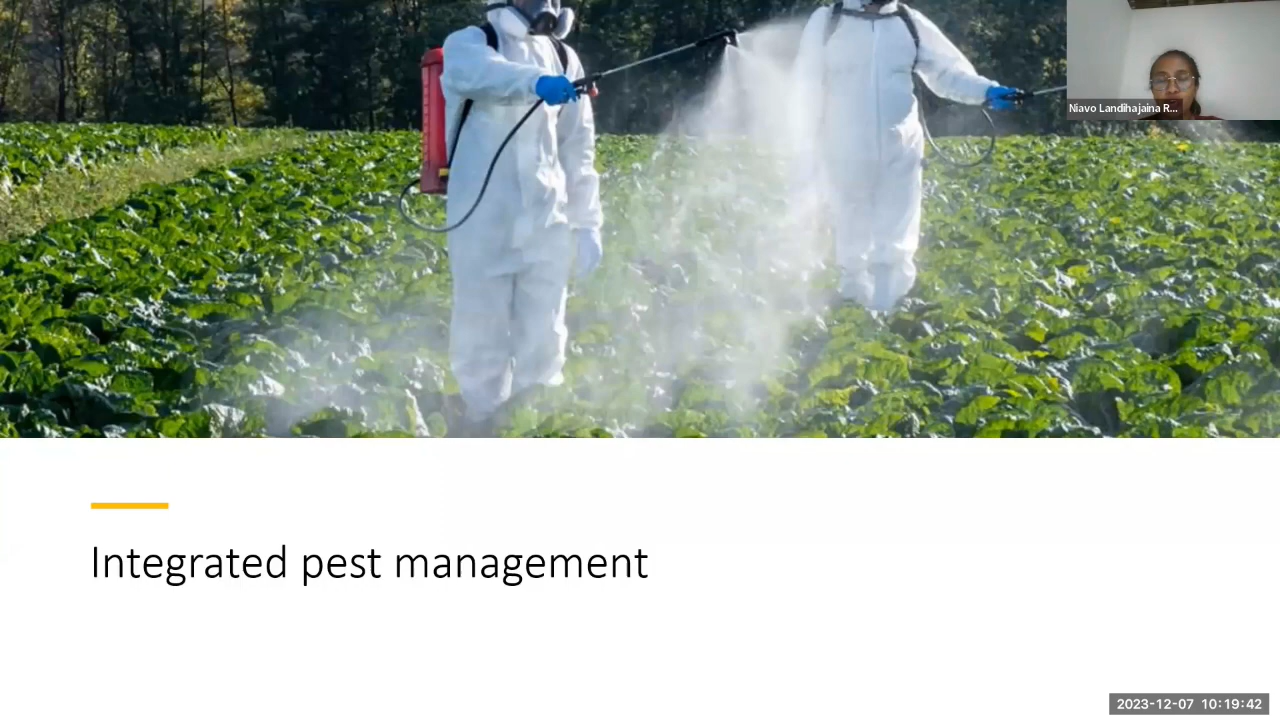 Niavo Landihajaina R...
Integrated pest management
2023-12-07 10:19:42